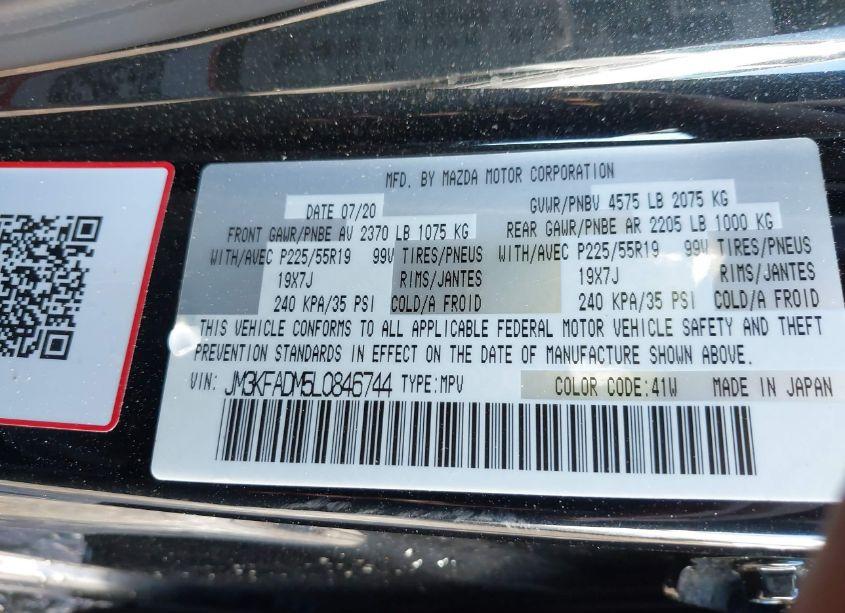 MFD. BY MAZDA MOTOR CORPORATION
DATE 07/20 GVWR/PNBV 4575 LB 2075 KG
FRONT GAWR/PNBE AV 2370 LB 1075 KG REAR GAWR/PNBE AR 2205 LB 1000 KG
WITH/AVEC P225/55R19 99V TIRES/PNEUS WITH/AVEC P225/55R19 99V TIRES/PNEUS
19X7J RIMS/JANTES 19X7J RIMS/JANTES
240 KPA/35 PSI COLD/A FROID 240 KPA/35 PSI COLD/A FROID
THIS VEHICLE CONFORMS TO ALL APPLICABLE FEDERAL MOTOR VEHICLE SAFETY AND THEFT
PREVENTION STANDARDS IN EFFECT ON THE DATE OF MANUFACTURE SHOWN ABOVE.
VIN: JM3KFADM5L0846744 TYPE:MPV COLOR CODE:41W MADE IN JAPAN